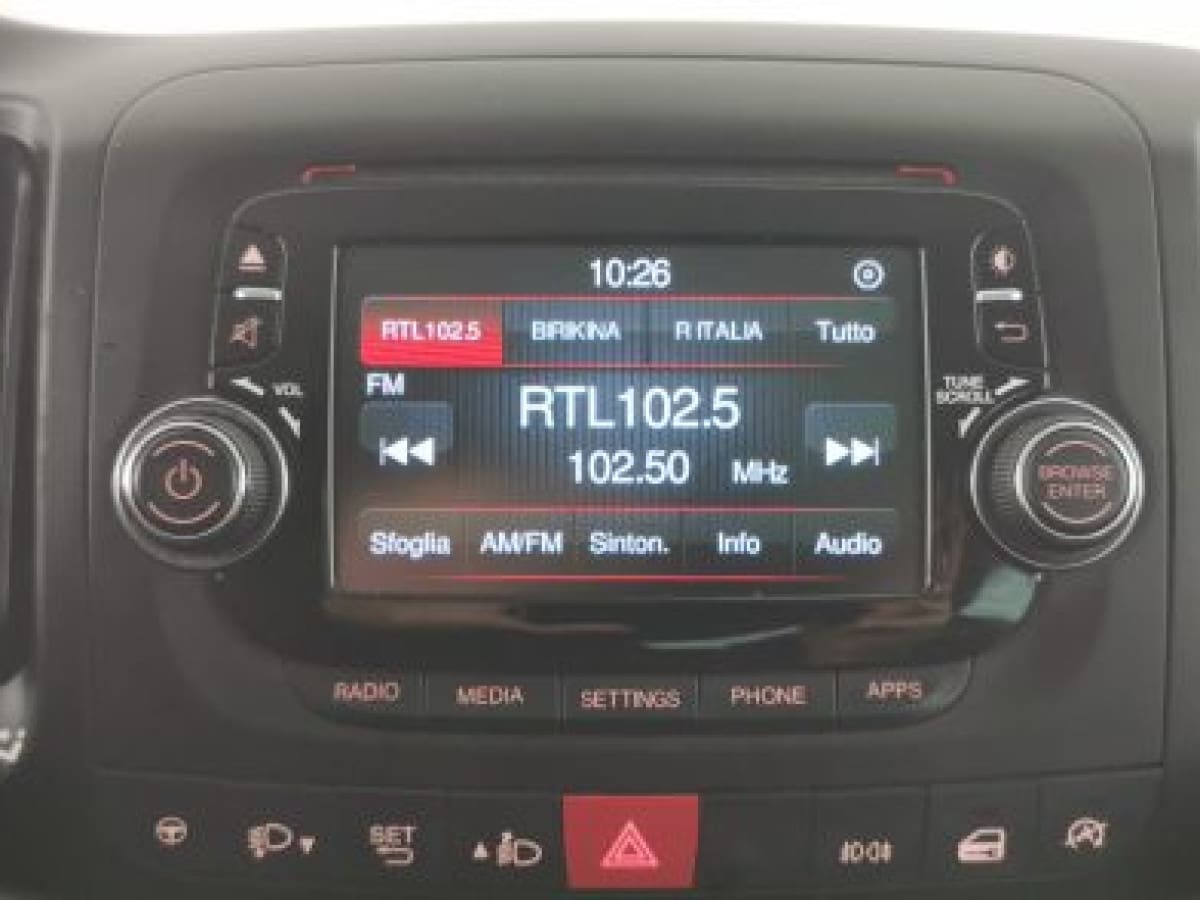 10:26
RTL102.5 BIRIKINA R ITALIA Tutto
VOL
FM
TUNE
SCROLL
RTL102.5
102.50 MHz
BROWSE
ENTER
Sfoglia AM/FM Sinton. Info Audio
RADIO MEDIA SETTINGS PHONE APPS
SET